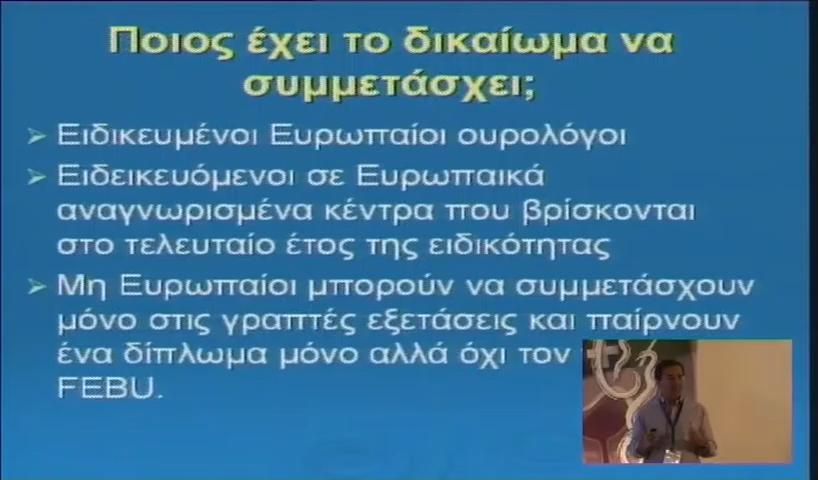 Ποιος έχει το δικαίωμα να
συμμετάσχει;
Ειδικευμένοι Ευρωπαίοι ουρολόγοι
Ειδεικευόμενοι σε Ευρωπαικά
αναγνωρισμένα κέντρα που βρίσκονται
στο τελευταίο έτος της ειδικότητας
Μη Ευρωπαίοι μπορούν να συμμετάσχουν
μόνο στις γραπτές εξετάσεις και παίρνουν
ένα δίπλωμα μόνο αλλά όχι τον
FEBU.